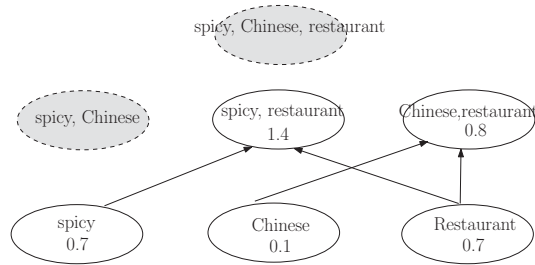 spicy, Chinese, restaurant
spicy, Chinese
spicy, restaurant
1.4
Chinese,restaurant
0.8
spicy
0.7
Chinese
0.1
Restaurant
0.7